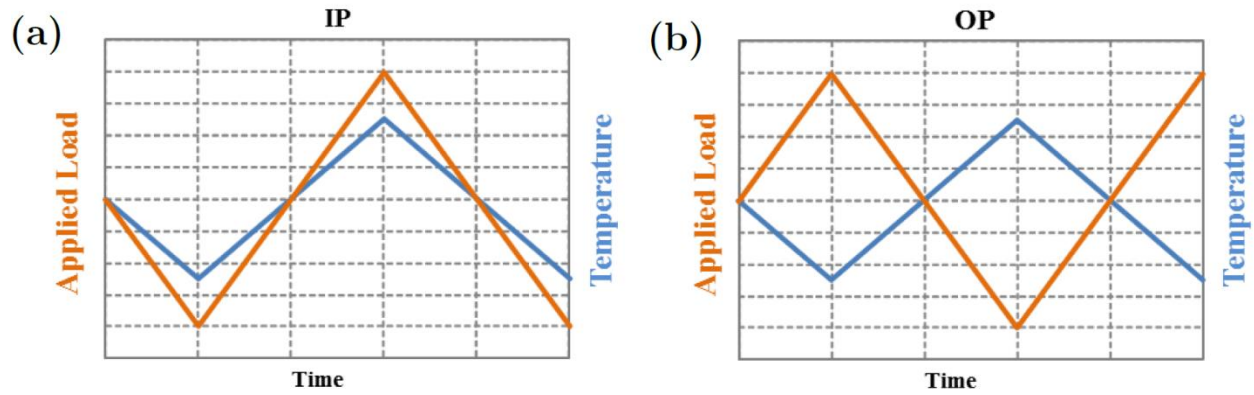 (a)
IP
Applied Load
Temperature
Time
(b)
OP
Applied Load
Temperature
Time